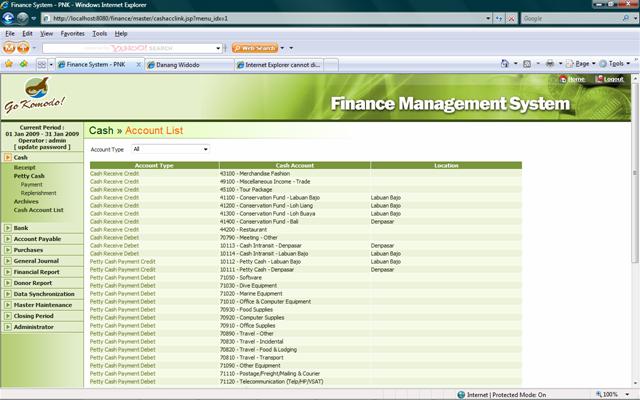 Finance System - PNK - Windows Internet Explorer
http://localhost:8080/finance/master/cashacclink.jsp?menu_idx=1
Google
File Edit View Favorites Tools Help
YAHOO! SEARCH Web Search
Finance System - PNK
Danang Widodo
Internet Explorer cannot di...
Page Tools
Go Komodo!
Home Logout
Finance Management System
Current Period :
01 Jan 2009 - 31 Jan 2009
Operator : admin
[ update password ]
Cash
Receipt
Petty Cash
Payment
Replenishment
Archives
Cash Account List
Bank
Account Payable
Purchases
General Journal
Financial Report
Donor Report
Data Synchronization
Master Maintenance
Closing Period
Administrator
Cash » Account List
Account Type All
Account Type Cash Account Location
Cash Receive Credit 43100 - Merchandise Fashion
Cash Receive Credit 49100 - Miscellaneous Income - Trade
Cash Receive Credit 45100 - Tour Package
Cash Receive Credit 41100 - Conservation Fund - Labuan Bajo Labuan Bajo
Cash Receive Credit 41200 - Conservation Fund - Loh Liang Labuan Bajo
Cash Receive Credit 41300 - Conservation Fund - Loh Buaya Labuan Bajo
Cash Receive Credit 41400 - Conservation Fund - Bali Denpasar
Cash Receive Credit 44200 - Restaurant
Cash Receive Debet 70790 - Meeting - Other
Cash Receive Debet 10113 - Cash Intransit - Denpasar Denpasar
Cash Receive Debet 10114 - Cash Intransit - Labuan Bajo Labuan Bajo
Petty Cash Payment Credit 10112 - Petty Cash - Labuan Bajo Labuan Bajo
Petty Cash Payment Credit 10111 - Petty Cash - Denpasar Denpasar
Petty Cash Payment Debet 71050 - Software
Petty Cash Payment Debet 71030 - Dive Equipment
Petty Cash Payment Debet 71020 - Marine Equipment
Petty Cash Payment Debet 71010 - Office & Computer Equipment
Petty Cash Payment Debet 70930 - Food Supplies
Petty Cash Payment Debet 70920 - Computer Supplies
Petty Cash Payment Debet 70910 - Office Supplies
Petty Cash Payment Debet 70890 - Travel - Other
Petty Cash Payment Debet 70830 - Travel - Incidental
Petty Cash Payment Debet 70820 - Travel - Food & Lodging
Petty Cash Payment Debet 70810 - Travel - Transport
Petty Cash Payment Debet 71090 - Other Equipment
Petty Cash Payment Debet 71110 - Postage/Freight/Mailing & Courier
Petty Cash Payment Debet 71120 - Telecommunication (Telp/HP/VSAT)
Internet | Protected Mode: On 100%